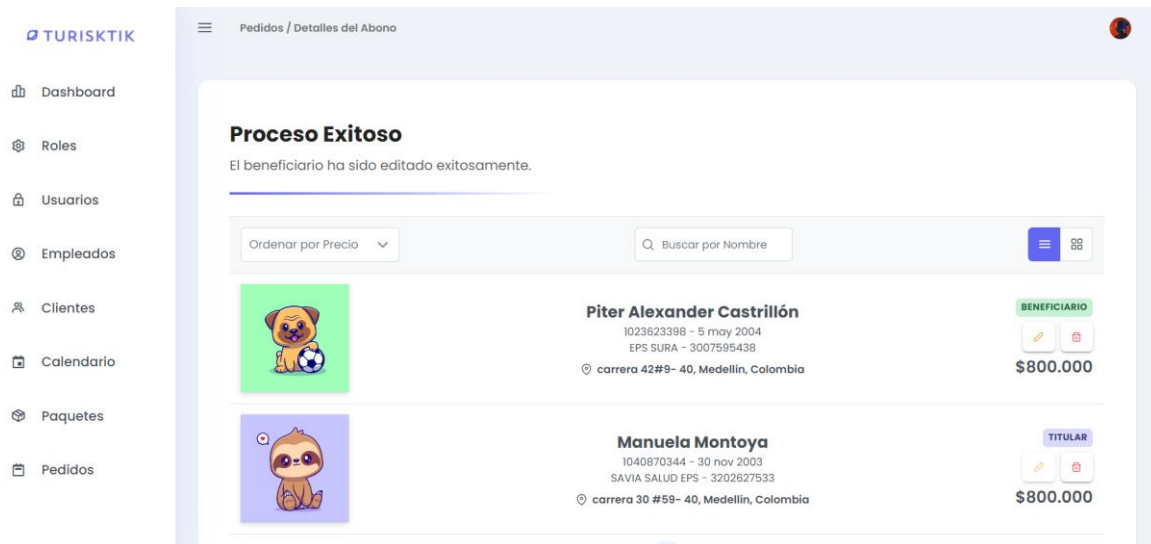 TURISKTIK
Dashboard
Roles
Usuarios
Empleados
Clientes
Calendario
Paquetes
Pedidos
Pedidos / Detalles del Abono
Proceso Exitoso
El beneficiario ha sido editado exitosamente.
Ordenar por Precio
Buscar por Nombre
Piter Alexander Castrillón
1023623398 - 5 may 2004
EPS SURA - 3007595438
carrera 42#9- 40, Medellin, Colombia
BENEFICIARIO
$800.000
Manuela Montoya
1040870344 - 30 nov 2003
SAVIA SALUD EPS - 3202627533
carrera 30 #59- 40, Medellin, Colombia
TITULAR
$800.000